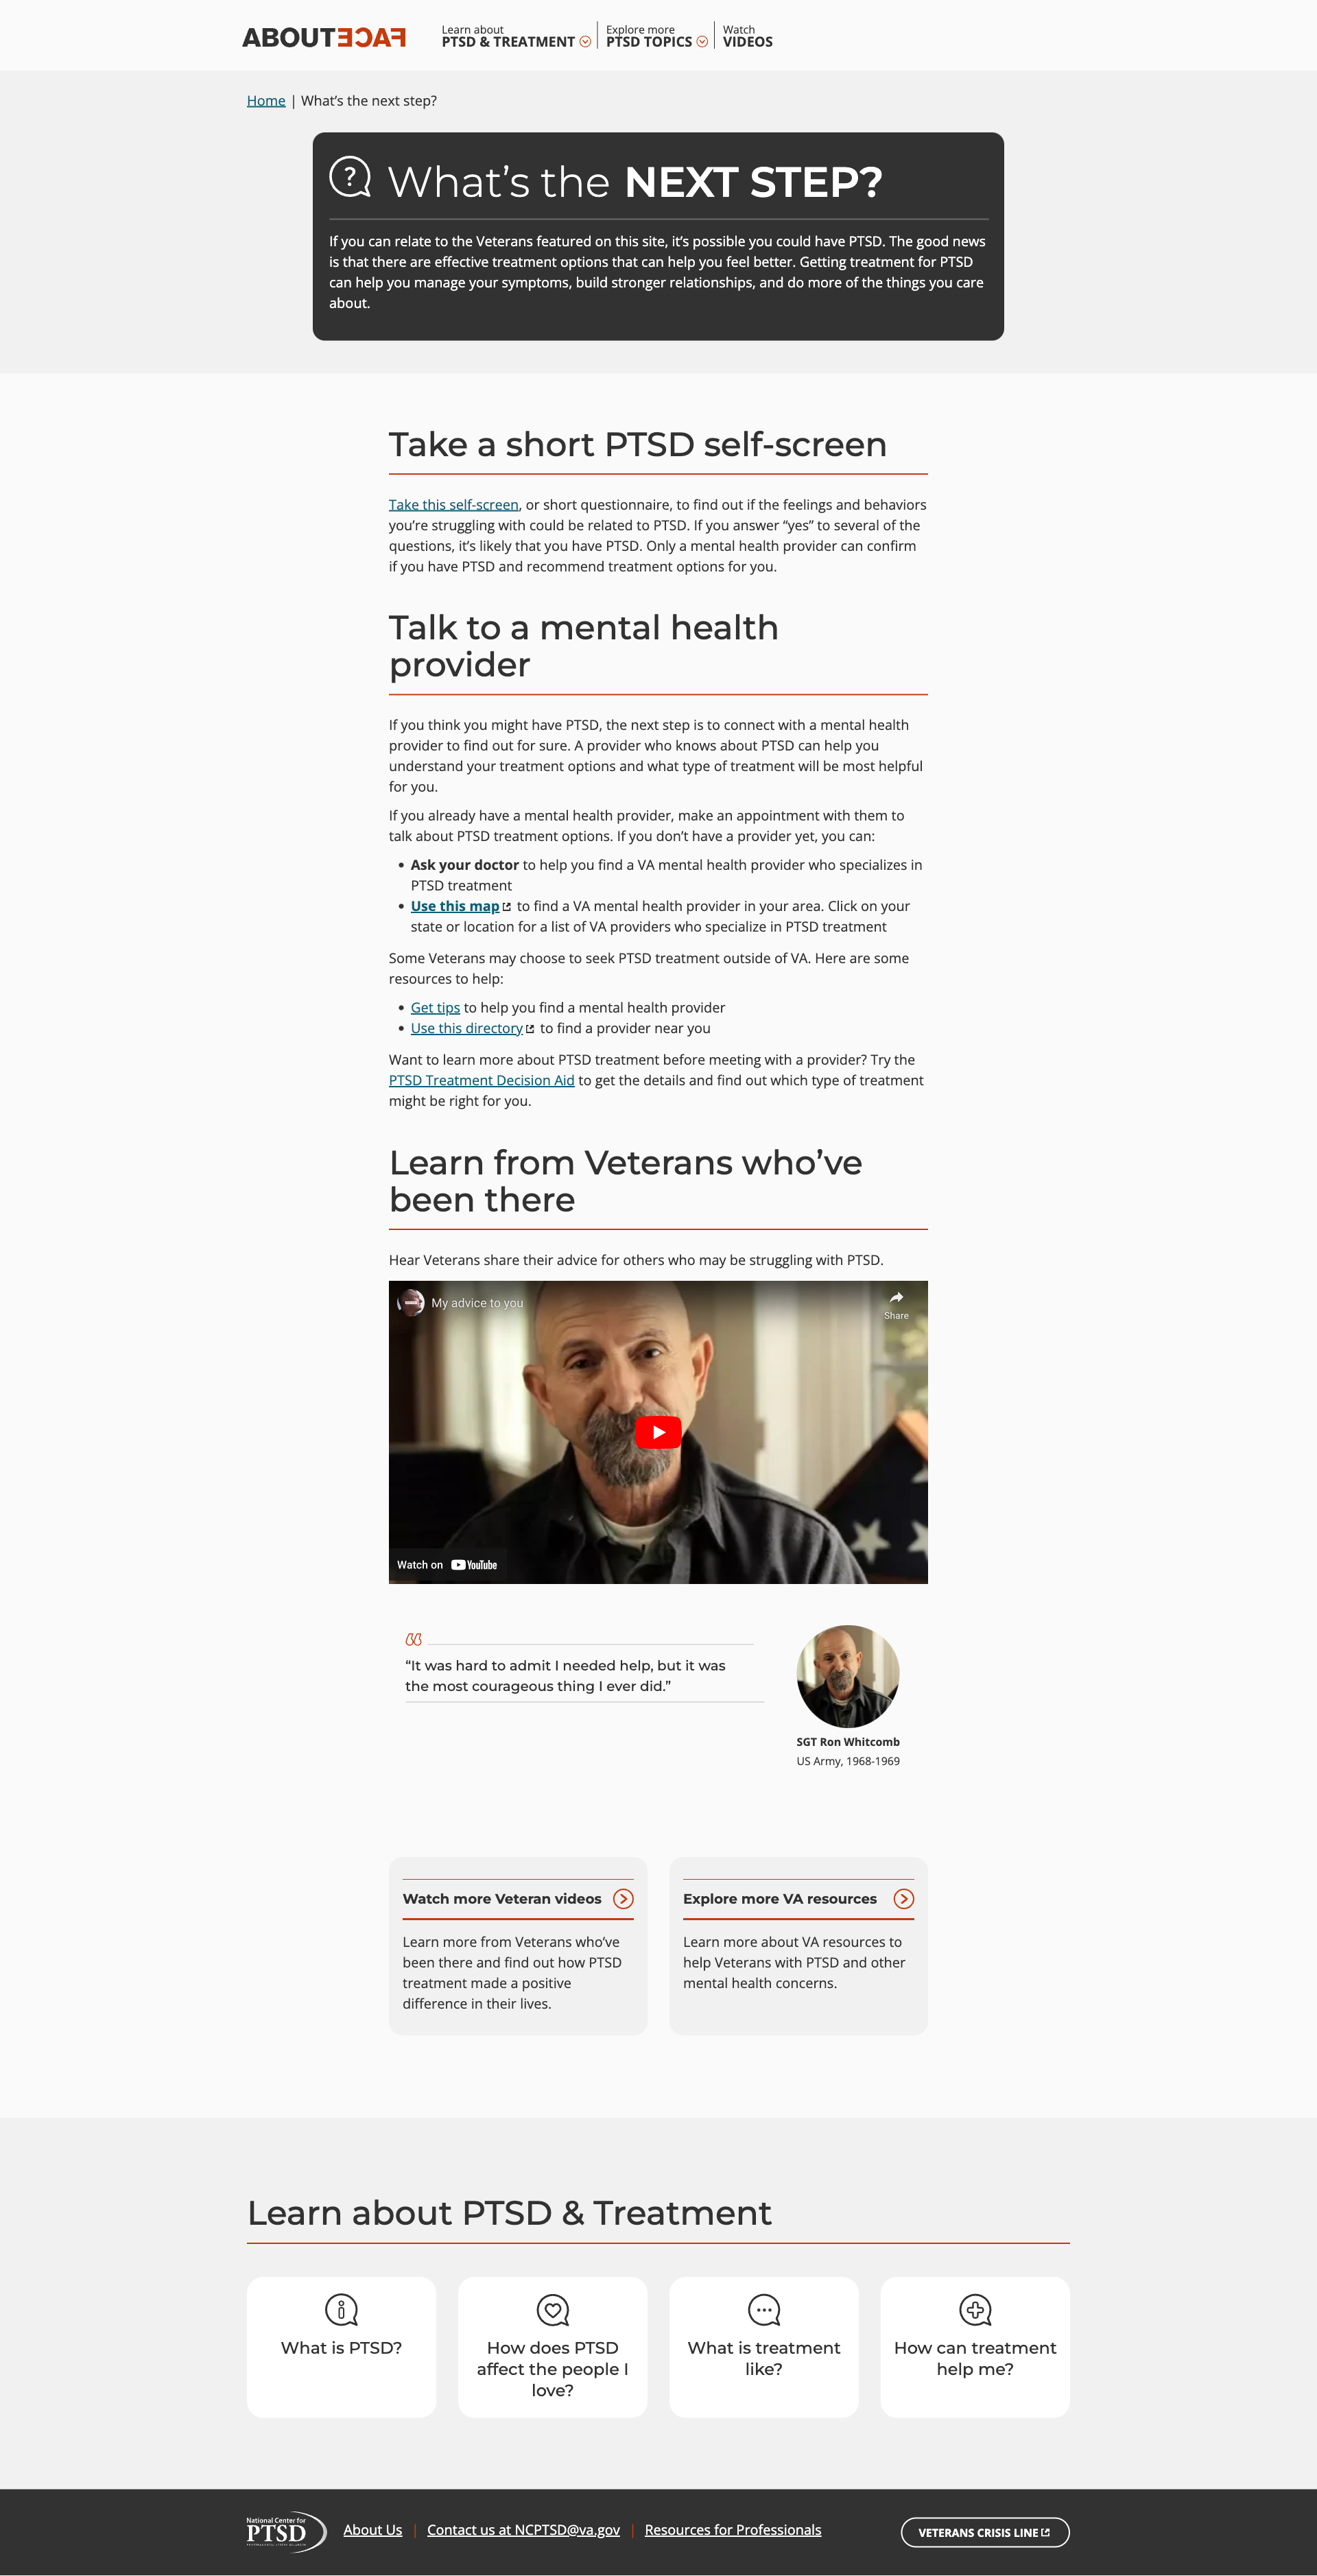 ABOUTFACE
Learn about
PTSD & TREATMENT
Explore more
PTSD TOPICS
Watch
VIDEOS
Home | What's the next step?
? What's the NEXT STEP?
If you can relate to the Veterans featured on this site, it's possible you could have PTSD. The good news
is that there are effective treatment options that can help you feel better. Getting treatment for PTSD
can help you manage your symptoms, build stronger relationships, and do more of the things you care
about.
Take a short PTSD self-screen
Take this self-screen, or short questionnaire, to find out if the feelings and behaviors
you're struggling with could be related to PTSD. If you answer “yes” to several of the
questions, it's likely that you have PTSD. Only a mental health provider can confirm
if you have PTSD and recommend treatment options for you.
Talk to a mental health
provider
If you think you might have PTSD, the next step is to connect with a mental health
provider to find out for sure. A provider who knows about PTSD can help you
understand your treatment options and what type of treatment will be most helpful
for you.
If you already have a mental health provider, make an appointment with them to
talk about PTSD treatment options. If you don't have a provider yet, you can:
• Ask your doctor to help you find a VA mental health provider who specializes in
PTSD treatment
• Use this map to find a VA mental health provider in your area. Click on your
state or location for a list of VA providers who specialize in PTSD treatment
Some Veterans may choose to seek PTSD treatment outside of VA. Here are some
resources to help:
• Get tips to help you find a mental health provider
• Use this directory to find a provider near you
Want to learn more about PTSD treatment before meeting with a provider? Try the
PTSD Treatment Decision Aid to get the details and find out which type of treatment
might be right for you.
Learn from Veterans who've
been there
Hear Veterans share their advice for others who may be struggling with PTSD.
My advice to you
Share
Watch on YouTube
“It was hard to admit I needed help, but it was
the most courageous thing I ever did.”
SGT Ron Whitcomb
US Army, 1968-1969
Watch more Veteran videos
Learn more from Veterans who've
been there and find out how PTSD
treatment made a positive
difference in their lives.
Explore more VA resources
Learn more about VA resources to
help Veterans with PTSD and other
mental health concerns.
Learn about PTSD & Treatment
What is PTSD?
How does PTSD
affect the people I
love?
What is treatment
like?
How can treatment
help me?
National Center for
PTSD
About Us | Contact us at NCPTSD@va.gov | Resources for Professionals
VETERANS CRISIS LINE